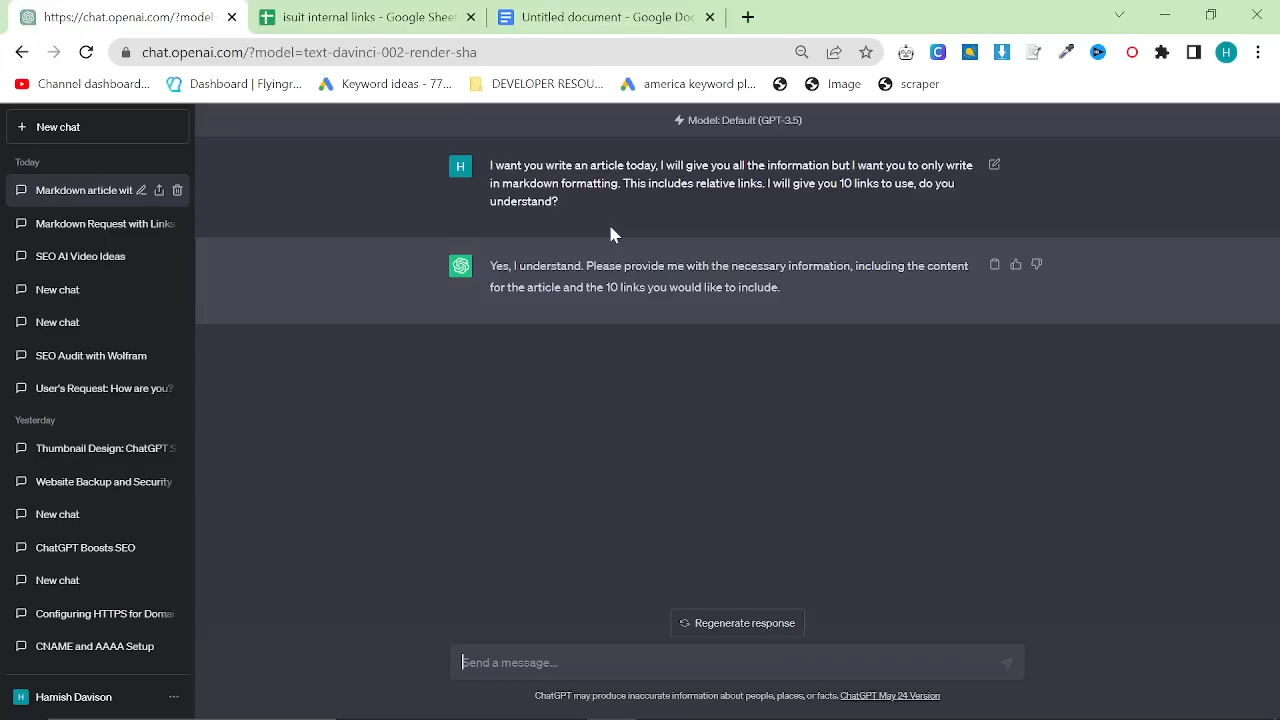 https://chat.openai.com/?model=
isuit internal links - Google Sheet
Untitled document - Google Doc
chat.openai.com/?model=text-davinci-002-render-sha
H
Channel dashboard...
Dashboard | Flyingr...
Keyword ideas - 77...
DEVELOPER RESOU...
america keyword pl...
Image
scraper
+ New chat
Model: Default (GPT-3.5)
Today
Markdown article wit
Markdown Request with Links
SEO AI Video Ideas
New chat
New chat
SEO Audit with Wolfram
User's Request: How are you?
Yesterday
Thumbnail Design: ChatGPT S
Website Backup and Security
New chat
ChatGPT Boosts SEO
New chat
Configuring HTTPS for Domai
CNAME and AAAA Setup
H
Hamish Davison
H
I want you write an article today, I will give you all the information but I want you to only write
in markdown formatting. This includes relative links. I will give you 10 links to use, do you
understand?
Yes, I understand. Please provide me with the necessary information, including the content
for the article and the 10 links you would like to include.
Regenerate response
Send a message...
ChatGPT may produce inaccurate information about people, places, or facts. ChatGPT May 24 Version